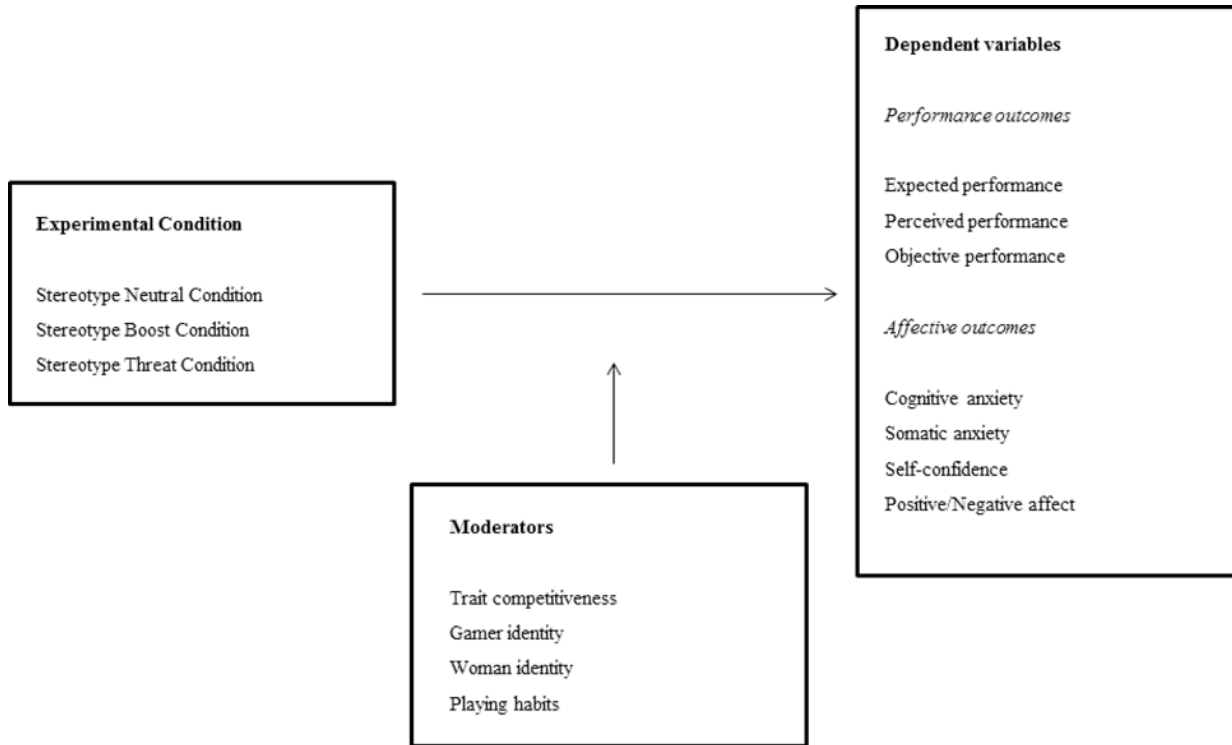 Experimental Condition
Stereotype Neutral Condition
Stereotype Boost Condition
Stereotype Threat Condition
Moderators
Trait competitiveness
Gamer identity
Woman identity
Playing habits
Dependent variables
Performance outcomes
Expected performance
Perceived performance
Objective performance
Affective outcomes
Cognitive anxiety
Somatic anxiety
Self-confidence
Positive/Negative affect